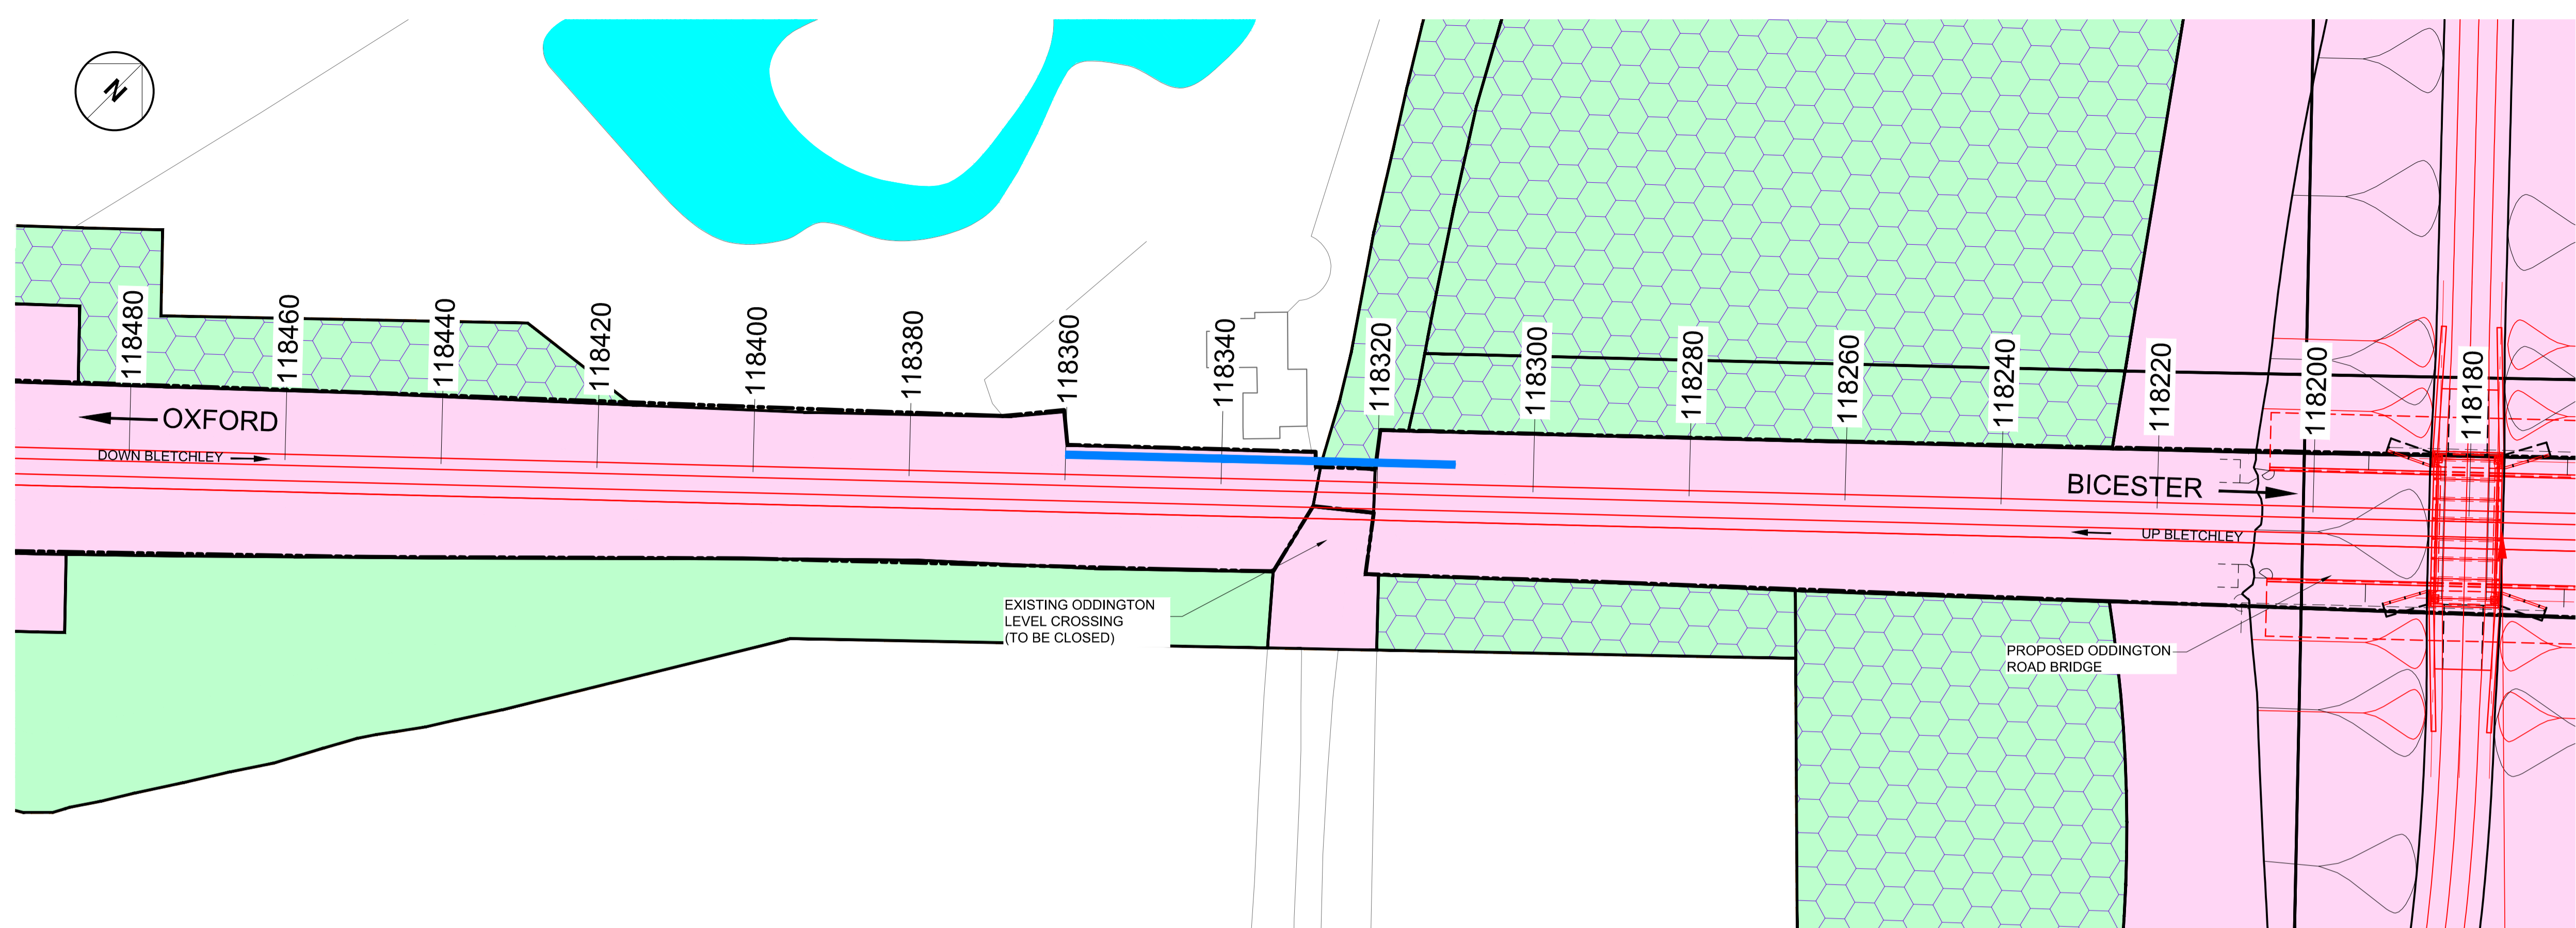 N
118480
118460
118440
118420
118400
118380
118360
118340
118320
118300
118280
118260
118240
118220
118200
118180
OXFORD
DOWN BLETCHLEY
BICESTER
UP BLETCHLEY
EXISTING ODDINGTON
LEVEL CROSSING
(TO BE CLOSED)
PROPOSED ODDINGTON
ROAD BRIDGE